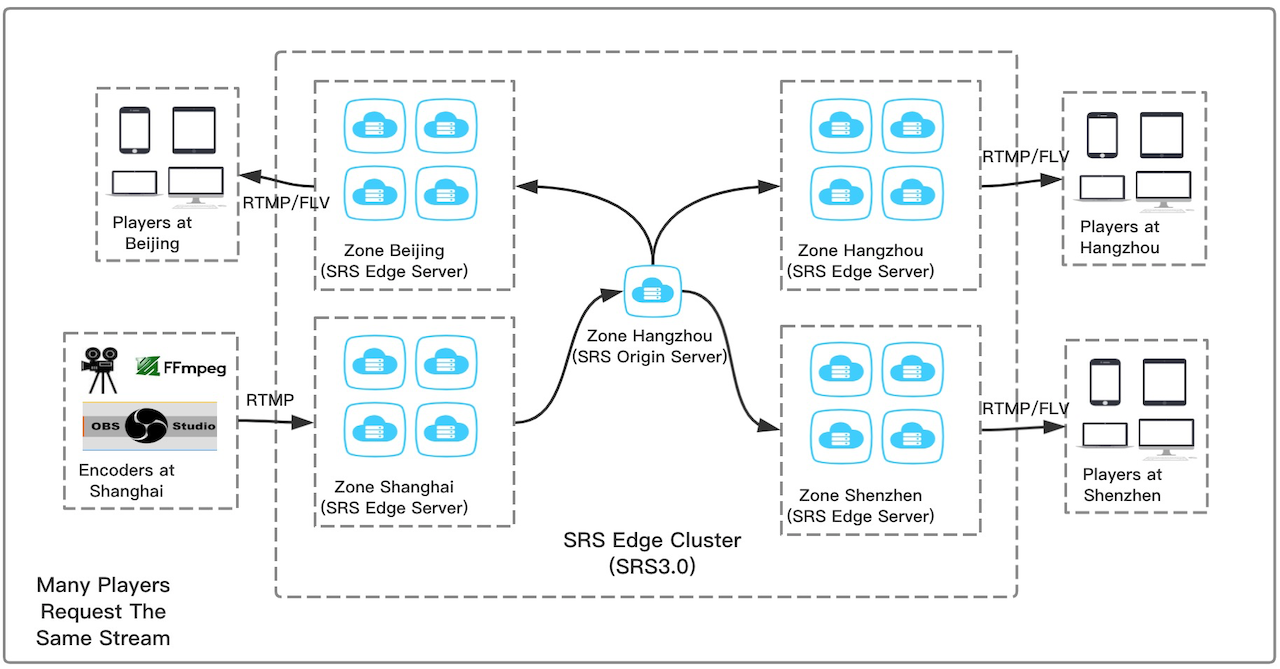 Players at
Beijing
RTMP/FLV
Zone Beijing
(SRS Edge Server)
Zone Hangzhou
(SRS Edge Server)
RTMP/FLV
Players at
Hangzhou
Zone Hangzhou
(SRS Origin Server)
FFmpeg
OBS Studio
Encoders at
Shanghai
RTMP
Zone Shanghai
(SRS Edge Server)
Zone Shenzhen
(SRS Edge Server)
RTMP/FLV
Players at
Shenzhen
SRS Edge Cluster
(SRS3.0)
Many Players
Request The
Same Stream